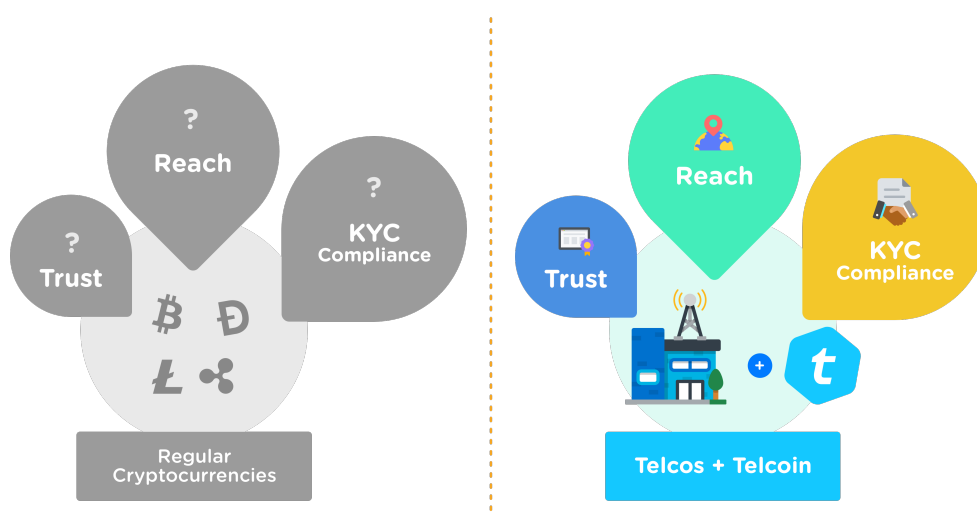 ?
Reach
?
KYC
Compliance
?
Trust
Regular
Cryptocurrencies
Reach
KYC
Compliance
Trust
+
t
Telcos + Telcoin